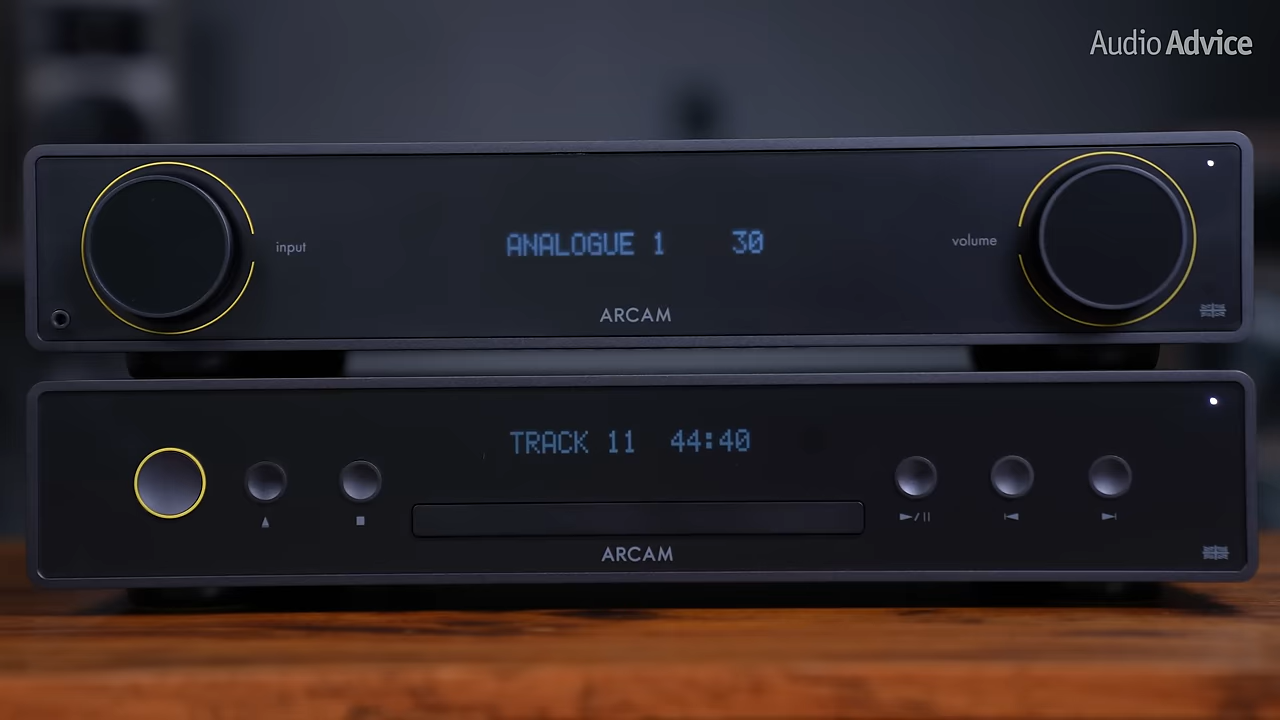 Audio Advice
input
ANALOGUE 1 30
volume
ARCAM
TRACK 11 44:40
ARCAM